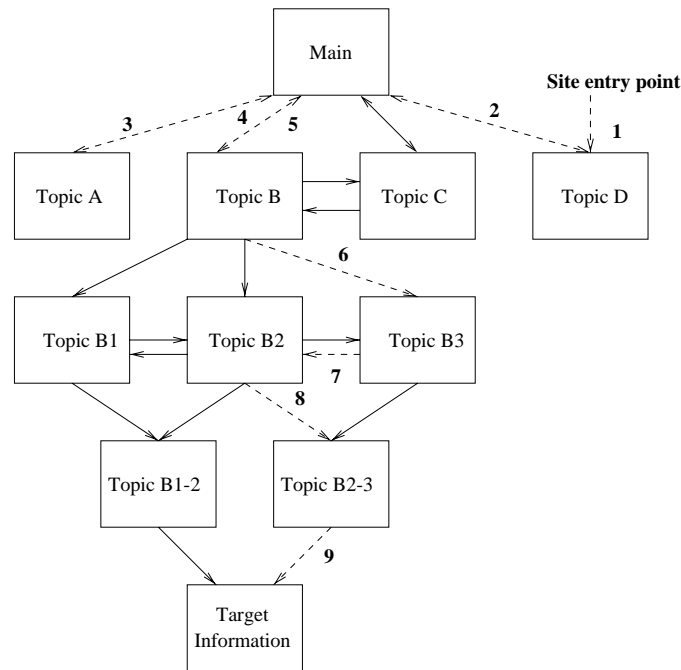 Main
Site entry point
3
4
5
2
1
Topic A
Topic B
Topic C
Topic D
6
Topic B1
Topic B2
Topic B3
7
8
Topic B1-2
Topic B2-3
9
Target
Information